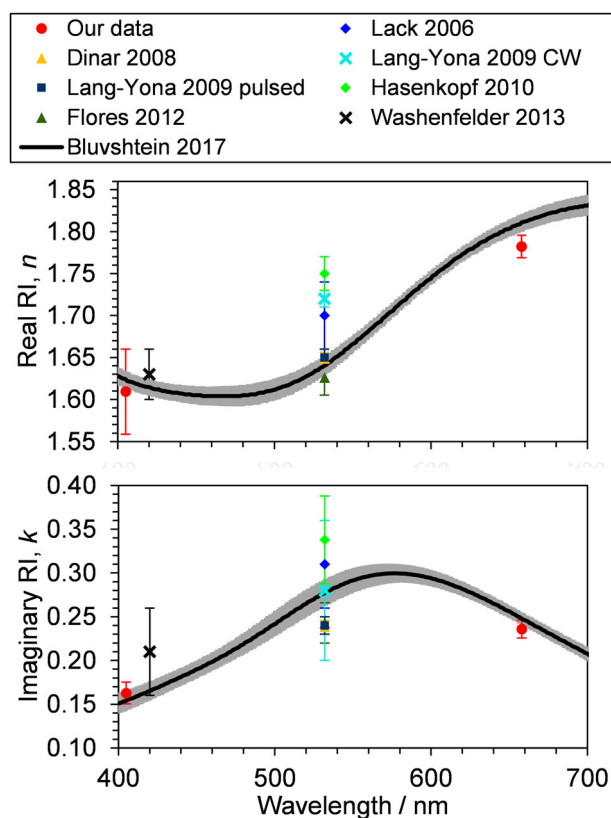 Our data Lack 2006
Dinar 2008 Lang-Yona 2009 CW
Lang-Yona 2009 pulsed Hasenkopf 2010
Flores 2012 Washenfelder 2013
Bluvshtein 2017
Real RI, n
1.85
1.80
1.75
1.70
1.65
1.60
1.55
Imaginary RI, k
0.40
0.35
0.30
0.25
0.20
0.15
0.10
400 500 600 700
Wavelength / nm